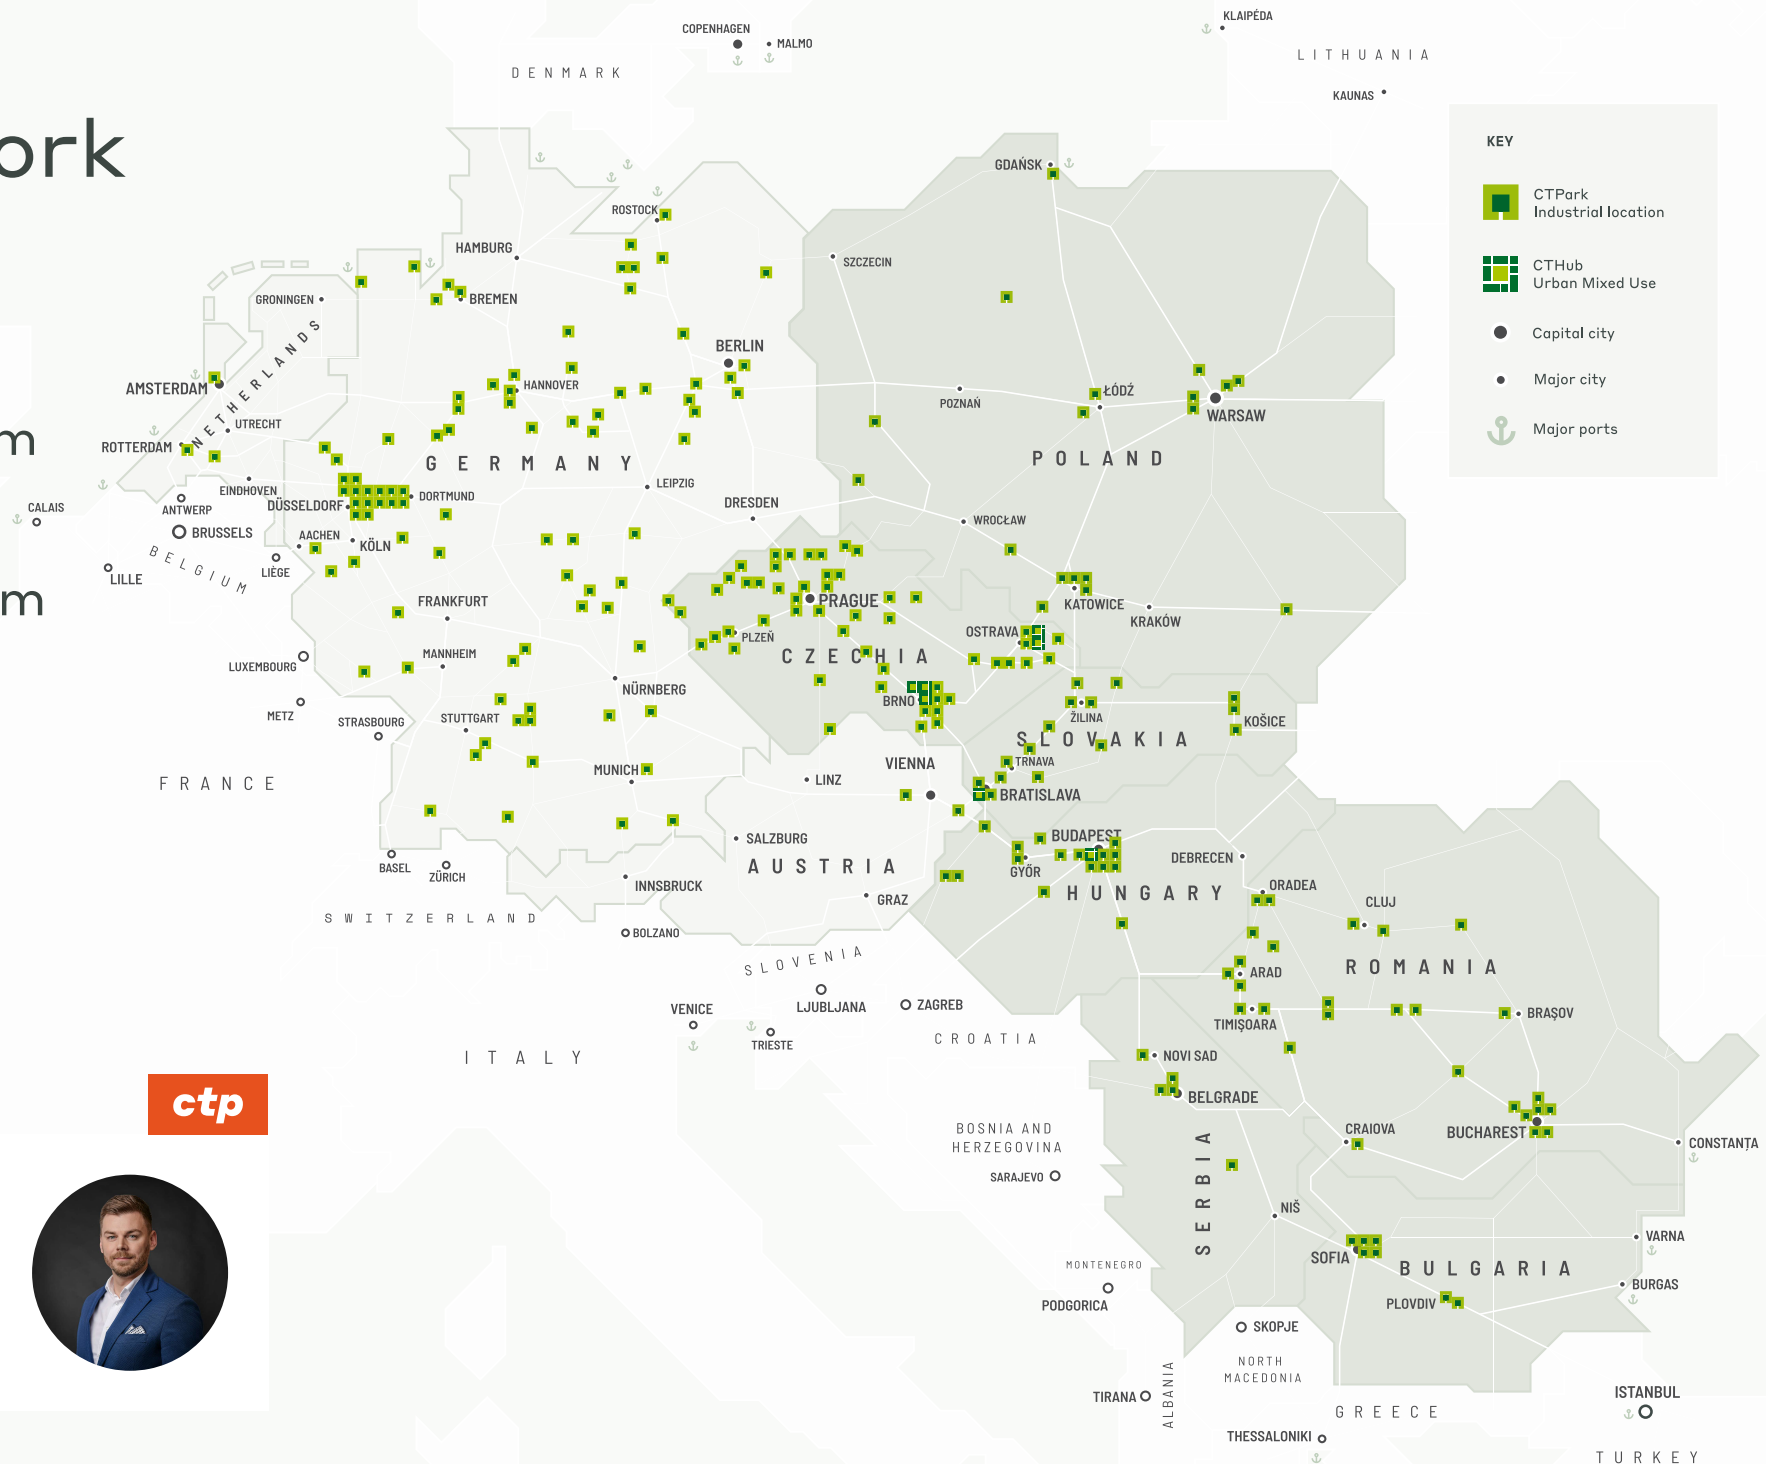 ork
m
m
ctp
KEY
CTPark
Industrial location
CTHub
Urban Mixed Use
Capital city
Major city
Major ports
COPENHAGEN
MALMO
KLAIPÉDA
DENMARK
LITHUANIA
KAUNAS
GDAŃSK
ROSTOCK
HAMBURG
SZCZECIN
GRONINGEN
BREMEN
NETHERLANDS
BERLIN
AMSTERDAM
HANNOVER
POZNAŃ
ŁÓDŹ
WARSAW
UTRECHT
ROTTERDAM
GERMANY
POLAND
EINDHOVEN
DÜSSELDORF
DORTMUND
LEIPZIG
DRESDEN
CALAIS
ANTWERP
BRUSSELS
WROCŁAW
AACHEN
KÖLN
BELGIUM
LIÈGE
LILLE
FRANKFURT
PRAGUE
KATOWICE
KRAKÓW
OSTRAVA
PLZEŇ
CZECHIA
LUXEMBOURG
MANNHEIM
NÜRNBERG
BRNO
METZ
STRASBOURG
STUTTGART
ŽILINA
KOŠICE
SLOVAKIA
VIENNA
TRNAVA
MUNICH
LINZ
BRATISLAVA
FRANCE
SALZBURG
BUDAPEST
DEBRECEN
BASEL
ZÜRICH
AUSTRIA
GYŐR
HUNGARY
ORADEA
INNSBRUCK
GRAZ
CLUJ
SWITZERLAND
BOLZANO
SLOVENIA
ROMANIA
ARAD
LJUBLJANA
ZAGREB
VENICE
TRIESTE
CROATIA
TIMIȘOARA
BRAȘOV
ITALY
NOVI SAD
BELGRADE
BOSNIA AND
HERZEGOVINA
CRAIOVA
BUCHAREST
CONSTANȚA
SARAJEVO
SERBIA
NIŠ
VARNA
SOFIA
BULGARIA
MONTENEGRO
BURGAS
PODGORICA
PLOVDIV
SKOPJE
NORTH
MACEDONIA
TIRANA
ALBANIA
ISTANBUL
GREECE
THESSALONIKI
TURKEY